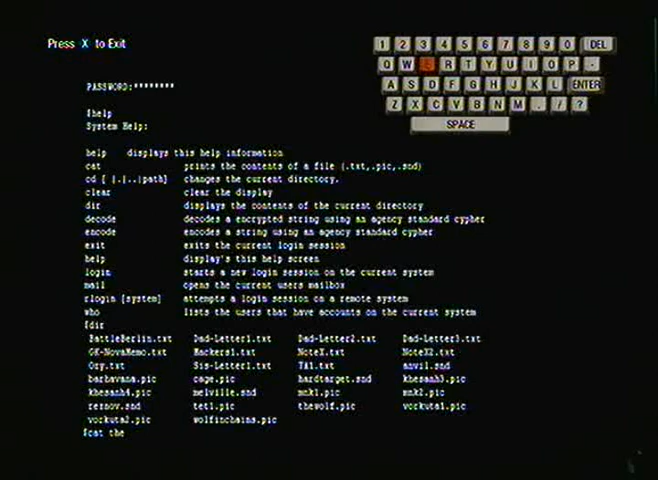 Press X to Exit
1 2 3 4 5 6 7 8 9 0 DEL
Q W E R T Y U I O P -
A S D F G H J K L ENTER
Z X C V B N M . / ?
SPACE
PASSWORD:********
$help
System Help:
help displays this help information
cat prints the contents of a file (.txt,.pic,.snd)
cd [ |.|..|path] changes the current directory.
clear clear the display
dir displays the contents of the current directory
decode decodes a encrypted string using an agency standard cypher
encode encodes a string using an agency standard cypher
exit exits the current login session
help display's this help screen
login starts a new login session on the current system
mail opens the current users mailbox
rlogin [system] attempts a login session on a remote system
who lists the users that have accounts on the current system
$dir
BattleBerlin.txt Dad-Letter1.txt Dad-Letter2.txt Dad-Letter3.txt
GK-NovaMemo.txt Hackers1.txt NoteX.txt NoteX2.txt
Ozy.txt Sis-Letter1.txt TA1.txt anvil.snd
barhavana.pic cage.pic hardtarget.snd khesanh3.pic
khesanh4.pic melville.snd mnk1.pic mnk2.pic
reznov.snd tet1.pic thewolf.pic vorkuta1.pic
vorkuta2.pic wolfinchains.pic
$cat the